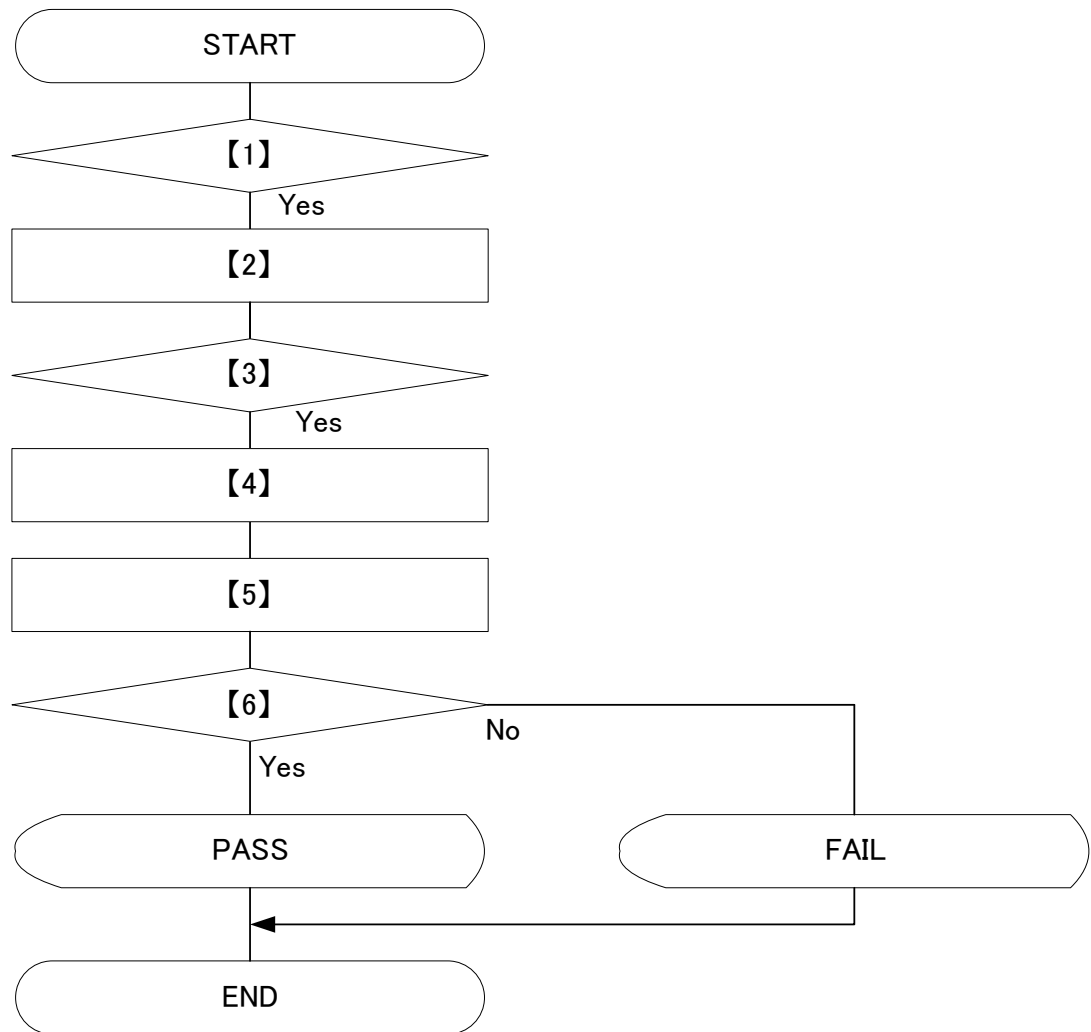 START
【1】
Yes
【2】
【3】
Yes
【4】
【5】
【6】
No
Yes
PASS
FAIL
END